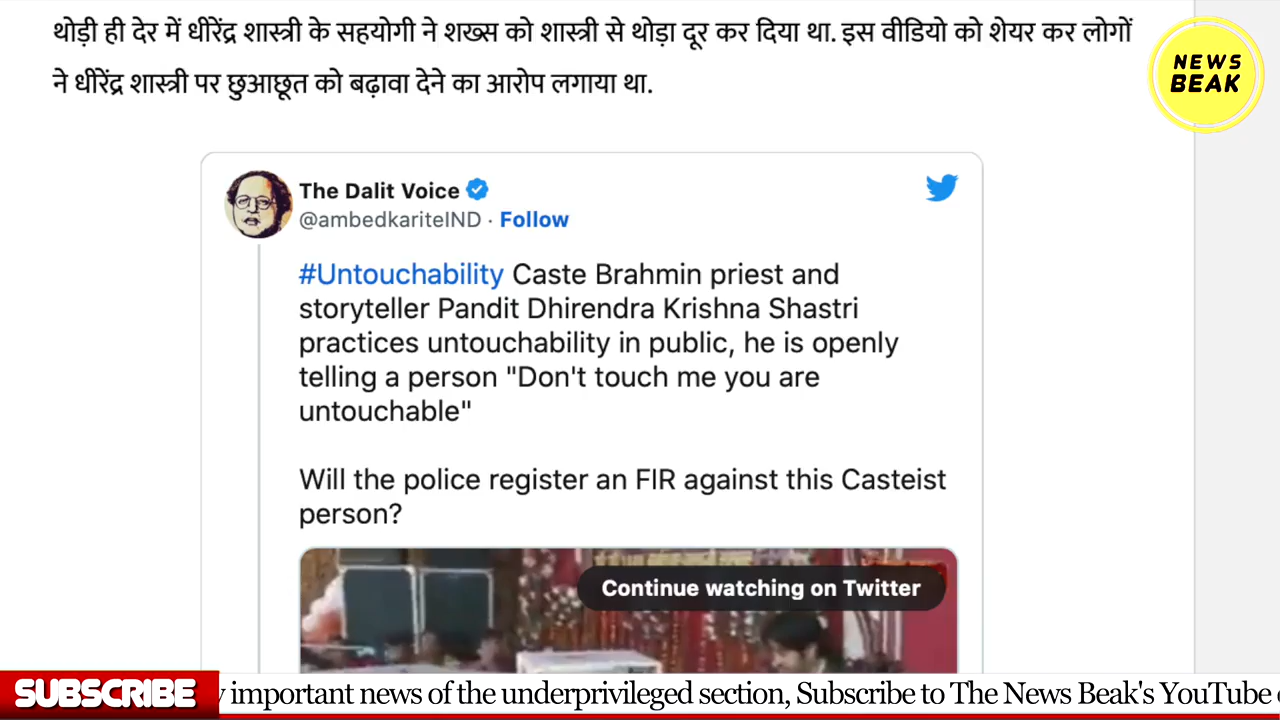 थोड़ी ही देर में धीरेंद्र शास्त्री के सहयोगी ने शख्स को शास्त्री से थोड़ा दूर कर दिया था. इस वीडियो को शेयर कर लोगों
ने धीरेंद्र शास्त्री पर छुआछूत को बढ़ावा देने का आरोप लगाया था.
NEWS
BEAK
The Dalit Voice
@ambedkariteIND · Follow
#Untouchability Caste Brahmin priest and
storyteller Pandit Dhirendra Krishna Shastri
practices untouchability in public, he is openly
telling a person "Don't touch me you are
untouchable"
Will the police register an FIR against this Casteist
person?
Continue watching on Twitter
SUBSCRIBE
important news of the underprivileged section, Subscribe to The News Beak's YouTube